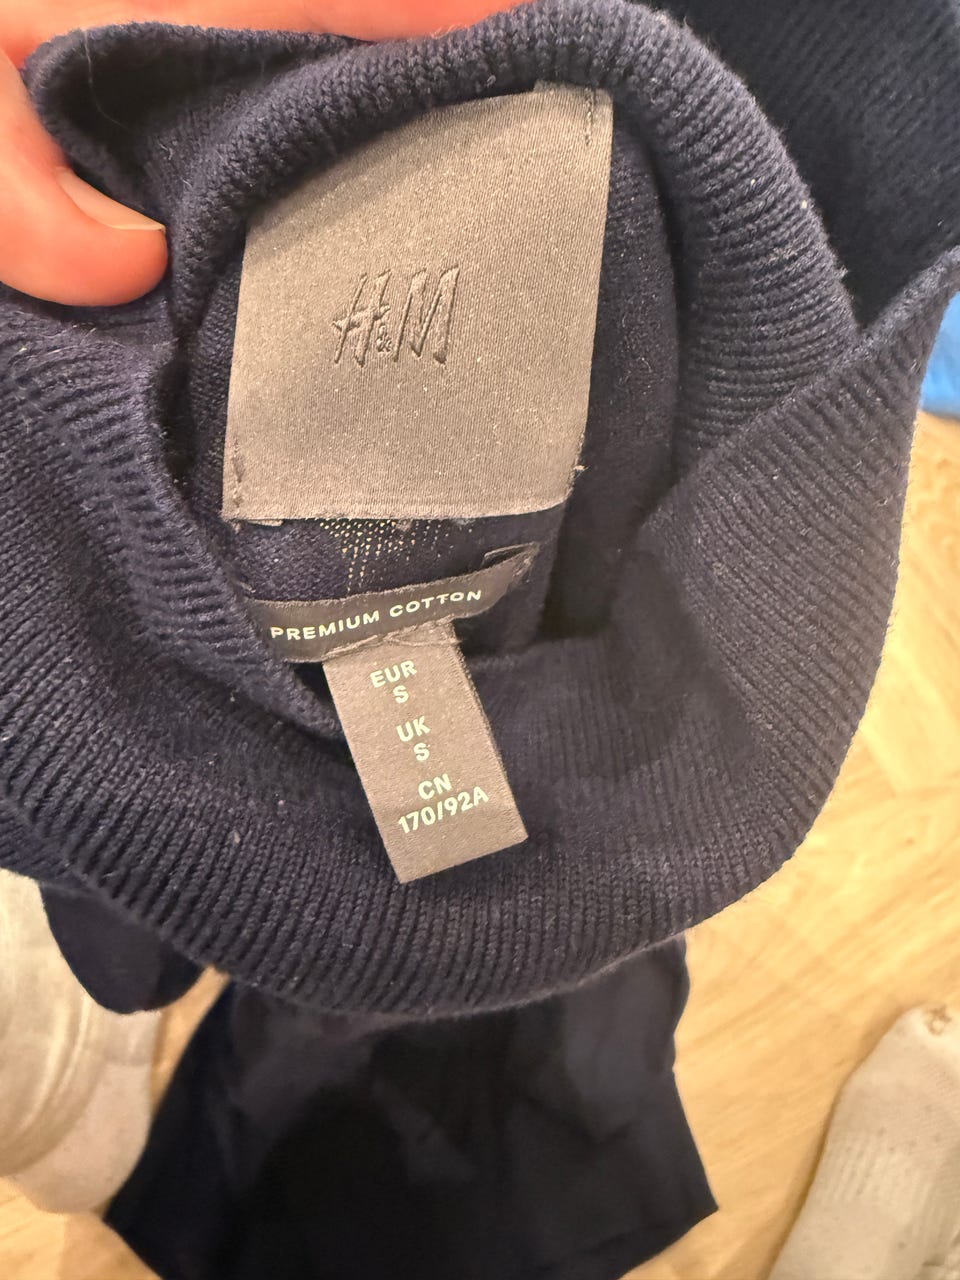 H&M
PREMIUM COTTON
EUR
S
UK
S
CN
170/92A